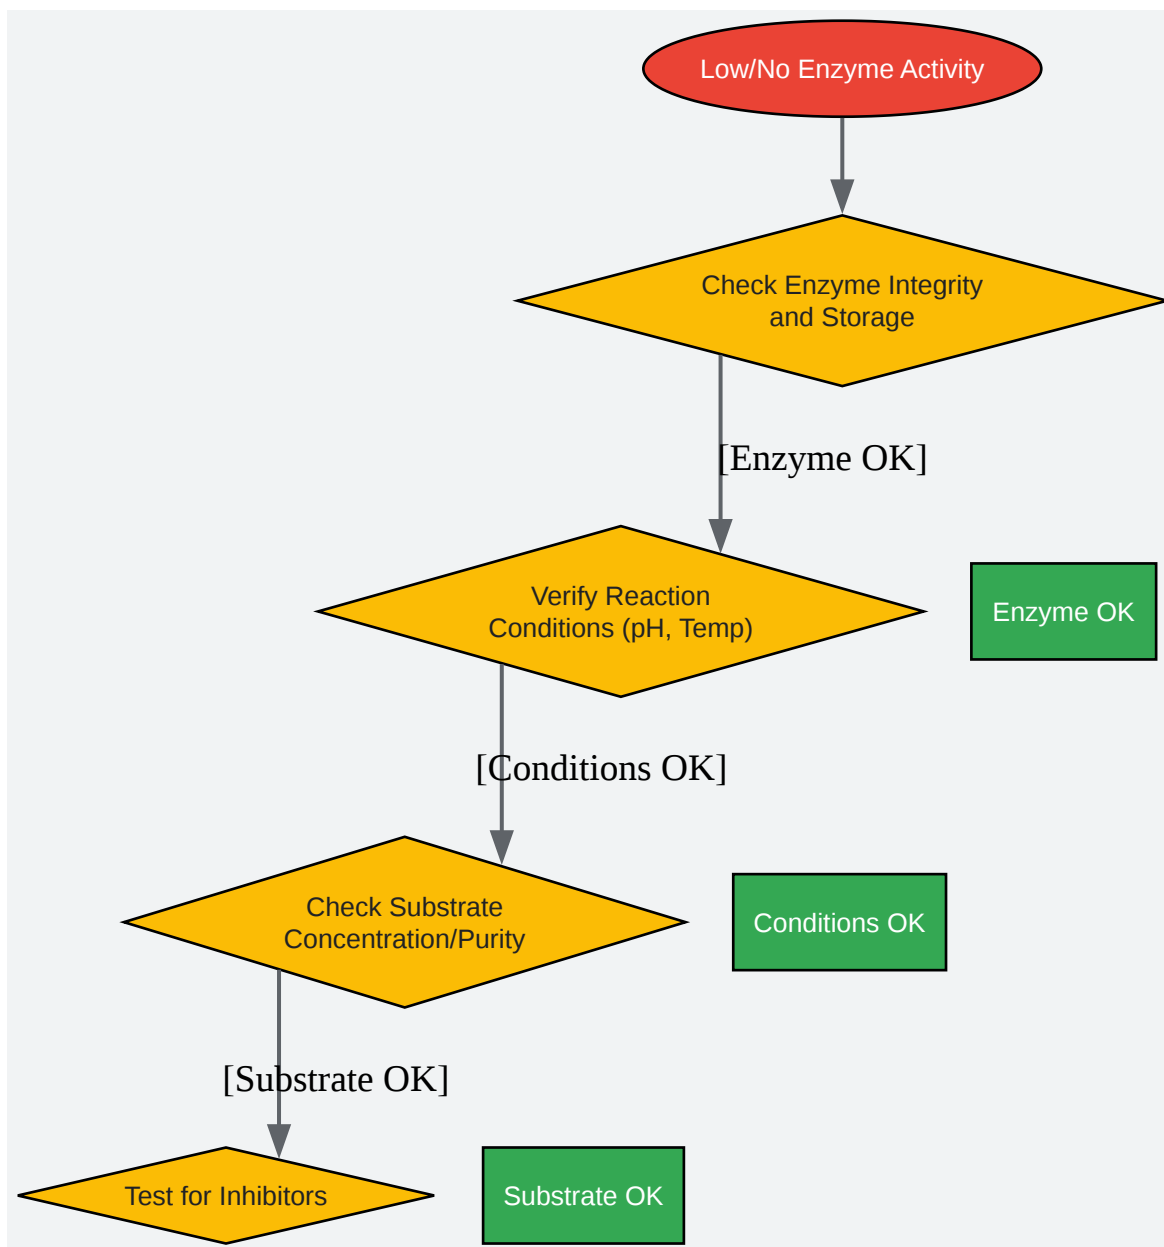 Low/No Enzyme Activity
Check Enzyme Integrity
and Storage
[Enzyme OK]
Verify Reaction
Conditions (pH, Temp)
Enzyme OK
[Conditions OK]
Check Substrate
Concentration/Purity
Conditions OK
[Substrate OK]
Test for Inhibitors
Substrate OK